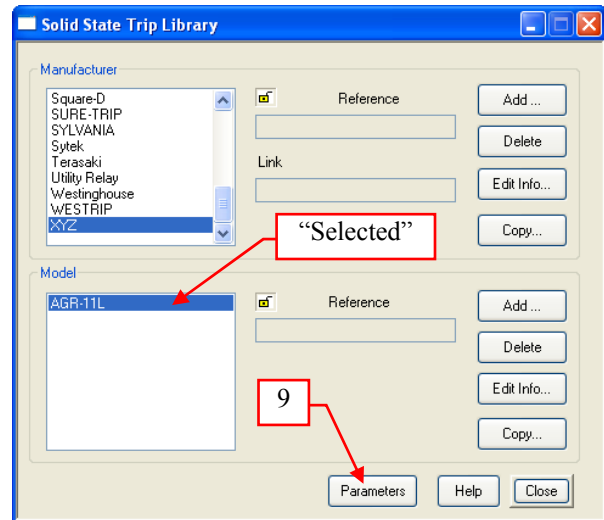 Solid State Trip Library
Manufacturer
Square-D
SURE-TRIP
SYLVANIA
Sytek
Terasaki
Utility Relay
Westinghouse
WESTRIP
XYZ
Reference
Link
Add ...
Delete
Edit Info...
Copy...
“Selected”
Model
AGR-11L
Reference
Add ...
Delete
Edit Info...
Copy...
9
Parameters Help Close